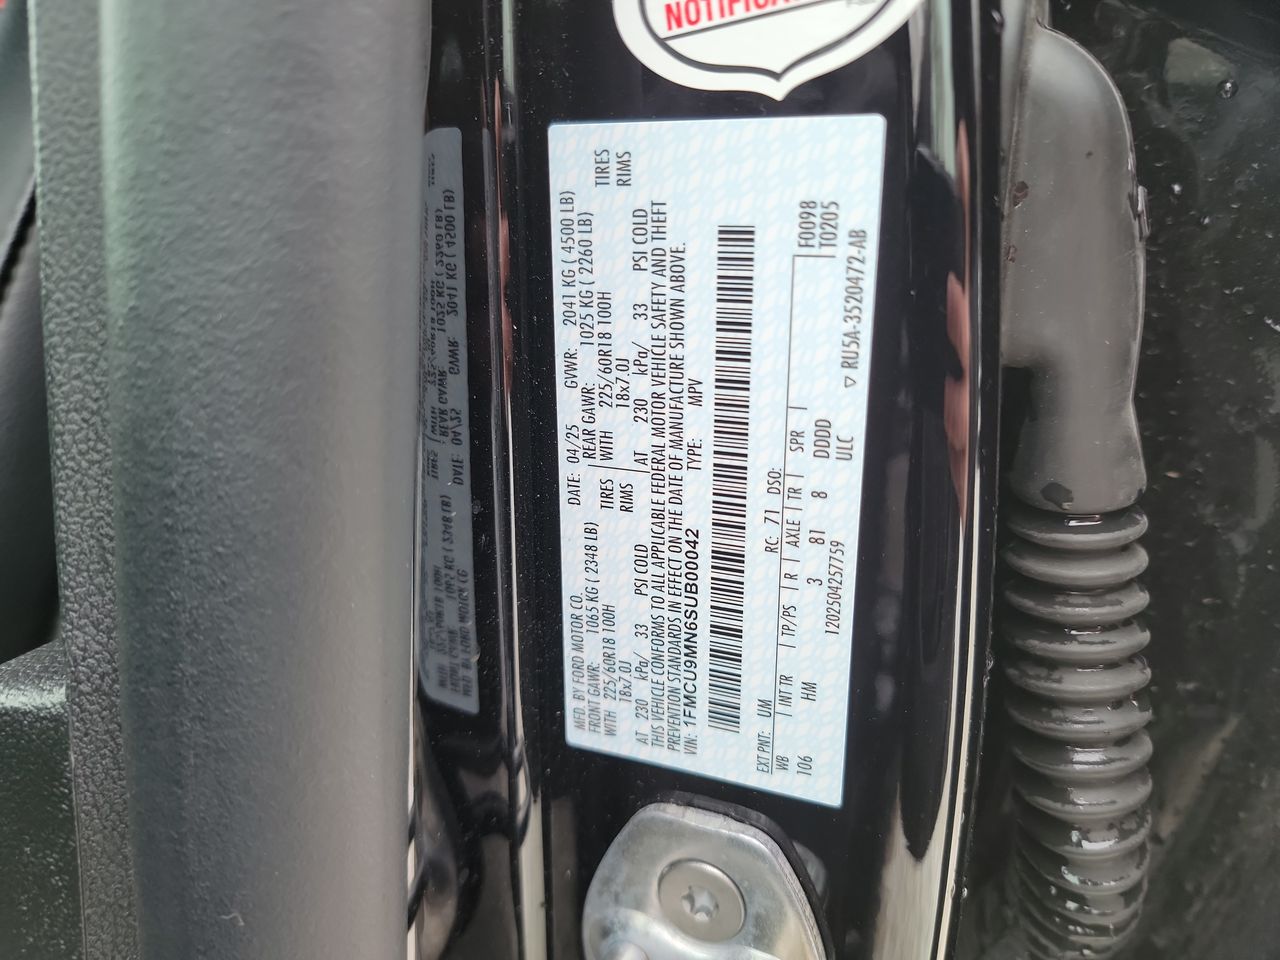 NOTIFICA
MFD. BY FORD MOTOR CO.
DATE: 04/25 GVWR: 2041 KG ( 4500 LB)
FRONT GAWR: 1065 KG ( 2348 LB)
REAR GAWR: 1025 KG ( 2260 LB)
WITH 225/60R18 100H TIRES
WITH 225/60R18 100H TIRES
18x7.0J RIMS
18x7.0J RIMS
AT 230 kPa/ 33 PSI COLD
AT 230 kPa/ 33 PSI COLD
THIS VEHICLE CONFORMS TO ALL APPLICABLE FEDERAL MOTOR VEHICLE SAFETY AND THEFT
PREVENTION STANDARDS IN EFFECT ON THE DATE OF MANUFACTURE SHOWN ABOVE.
VIN: 1FMCU9MN6SUB00042
TYPE: MPV
EXT PNT: UM RC: 71 DSO:
WB INT TR TP/PS R AXLE TR SPR F0098
106 HM 3 81 8 DDDD T0205
120250425​7759 UEC
▽ RU5A-3520472-AB